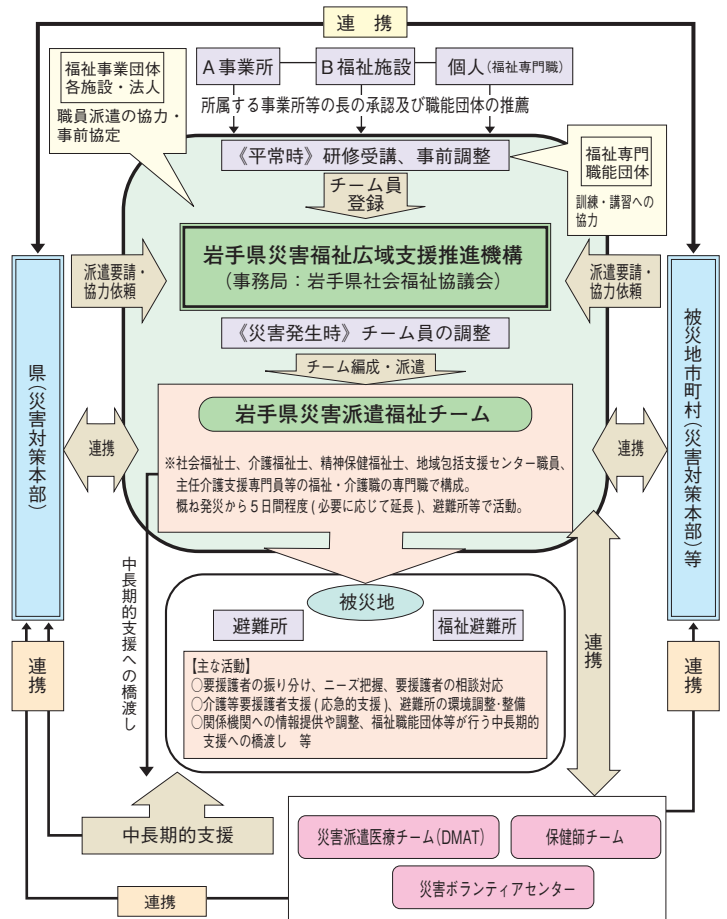 連携
A事業所
B福祉施設
個人(福祉専門職)
福祉事業団体
各施設・法人
職員派遣の協力・
事前協定
所属する事業所等の長の承認及び職能団体の推薦
《平常時》研修受講、事前調整
福祉専門
職能団体
訓練・講習への
協力
チーム員
登録
岩手県災害福祉広域支援推進機構
(事務局：岩手県社会福祉協議会)
派遣要請・
協力依頼
派遣要請・
協力依頼
《災害発生時》チーム員の調整
チーム編成・派遣
県(災害対策本部)
被災地市町村(災害対策本部)等
岩手県災害派遣福祉チーム
連携
連携
※社会福祉士、介護福祉士、精神保健福祉士、地域包括支援センター職員、
主任介護支援専門員等の福祉・介護職の専門職で構成。
概ね発災から5日間程度(必要に応じて延長)、避難所等で活動。
中長期的支援への橋渡し
被災地
避難所
福祉避難所
連携
連携
連携
【主な活動】
○要援護者の振り分け、ニーズ把握、要援護者の相談対応
○介護等要援護者支援(応急的支援)、避難所の環境調整・整備
○関係機関への情報提供や調整、福祉職能団体等が行う中長期的
支援への橋渡し　等
中長期的支援
災害派遣医療チーム(DMAT)
保健師チーム
災害ボランティアセンター
連携